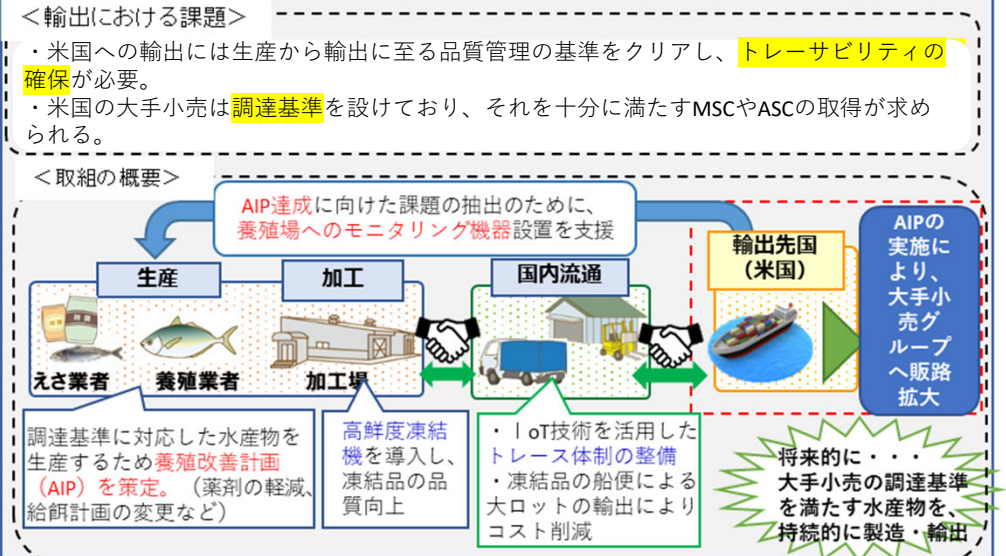 ＜輸出における課題＞
・米国への輸出には生産から輸出に至る品質管理の基準をクリアし、トレーサビリティの
確保が必要。
・米国の大手小売は調達基準を設けており、それを十分に満たすMSCやASCの取得が求め
られる。
＜取組の概要＞
AIP達成に向けた課題の抽出のために、
養殖場へのモニタリング機器設置を支援
生産
加工
国内流通
輸出先国
（米国）
AIPの
実施に
より、
大手小
売グ
ループ
へ販路
拡大
えさ業者
養殖業者
加工場
調達基準に対応した水産物を
生産するため養殖改善計画
（AIP）を策定。（薬剤の軽減、
給餌計画の変更など）
高鮮度凍結
機を導入し、
凍結品の品
質向上
・ＩoT技術を活用した
トレース体制の整備
・凍結品の船便による
大ロットの輸出により
コスト削減
将来的に・・・
大手小売の調達基準
を満たす水産物を、
持続的に製造・輸出